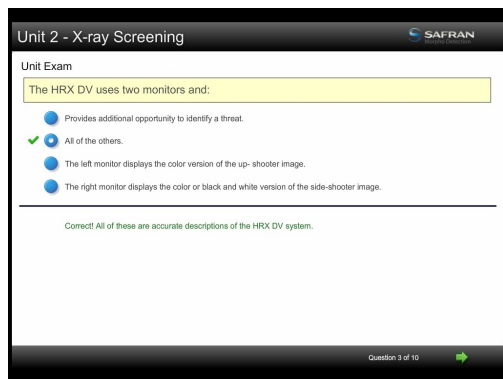 Unit 2 - X-ray Screening
SAFRAN
Morpho Detection
Unit Exam
The HRX DV uses two monitors and:
Provides additional opportunity to identify a threat.
All of the others.
The left monitor displays the color version of the up- shooter image.
The right monitor displays the color or black and white version of the side-shooter image.
Correct! All of these are accurate descriptions of the HRX DV system.
Question 3 of 10